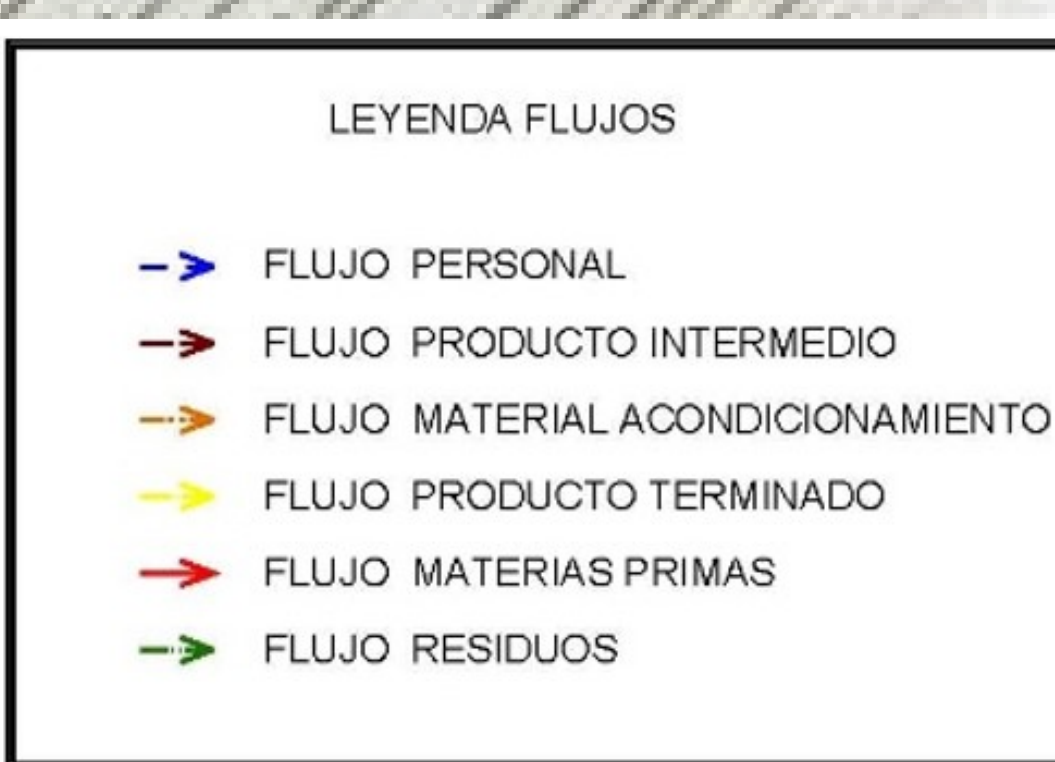 LEYENDA FLUJOS
FLUJO PERSONAL
FLUJO PRODUCTO INTERMEDIO
FLUJO MATERIAL ACONDICIONAMIENTO
FLUJO PRODUCTO TERMINADO
FLUJO MATERIAS PRIMAS
FLUJO RESIDUOS